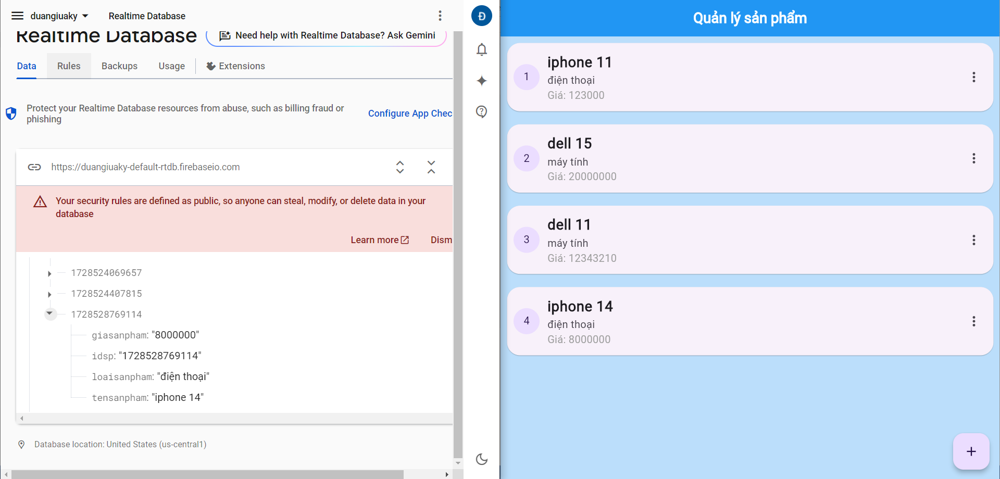 duangiuaky
Realtime Database
Realtime Database
Need help with Realtime Database? Ask Gemini
Data
Rules
Backups
Usage
Extensions
Protect your Realtime Database resources from abuse, such as billing fraud or
phishing
Configure App Chec
https://duangiuaky-default-rtdb.firebaseio.com
Your security rules are defined as public, so anyone can steal, modify, or delete data in your
database
Learn more
Dism
1728524069657
1728524407815
1728528769114
giasanpham: "8000000"
idsp: "1728528769114"
loaisanpham: "điện thoại"
tensanpham: "iphone 14"
Database location: United States (us-central1)
Đ
Quản lý sản phẩm
1
iphone 11
điện thoại
Giá: 123000
2
dell 15
máy tính
Giá: 20000000
3
dell 11
máy tính
Giá: 12343210
4
iphone 14
điện thoại
Giá: 8000000
+